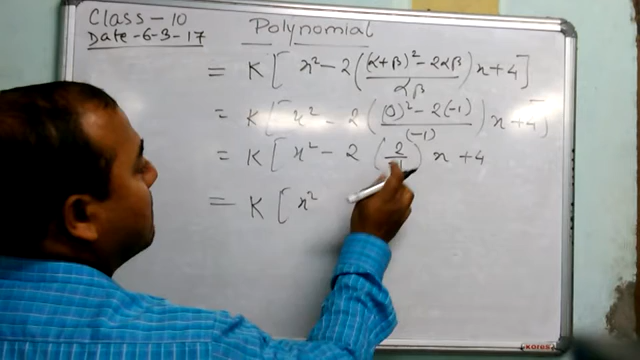 Class - 10
Polynomial
Date - 6-3-17
= K [ x² - 2 ( (α+β)² - 2αβ / αβ ) x + 4 ]
= K [ x² - 2 ( (0)² - 2(-1) / (-1) ) x + 4 ]
= K [ x² - 2 ( 2 / -1 ) x + 4
= K [ x²
(xores)